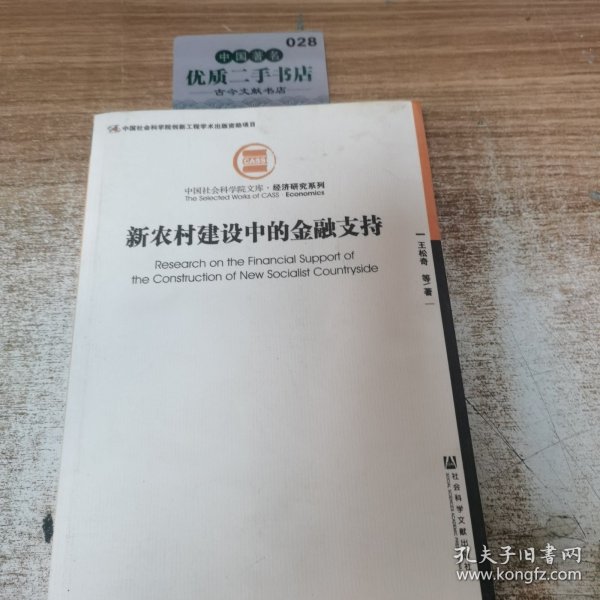 028
中国著名
优质二手书店
古今文献书店
中国社会科学院创新工程学术出版资助项目
CASS
中国社会科学院文库·经济研究系列
The Selected Works of CASS Economics
新农村建设中的金融支持
Research on the Financial Support of
the Construction of New Socialist Countryside
王松奇 等/著
社会科学文献出
孔夫子旧书网
www.kongfz.com